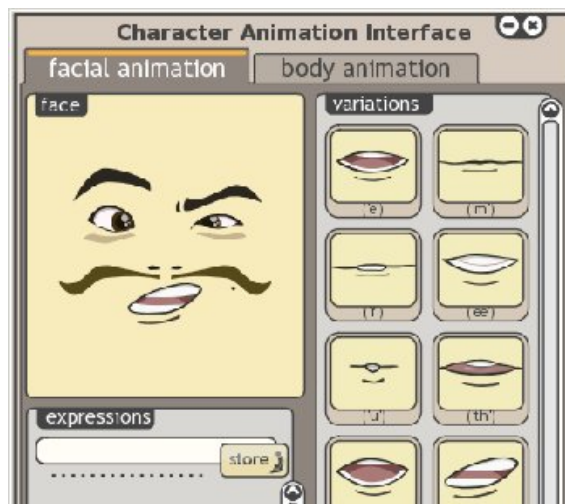 Character Animation Interface
facial animation
body animation
face
variations
('e)
(m')
(f')
(ee)
('u')
(th')
expressions
store